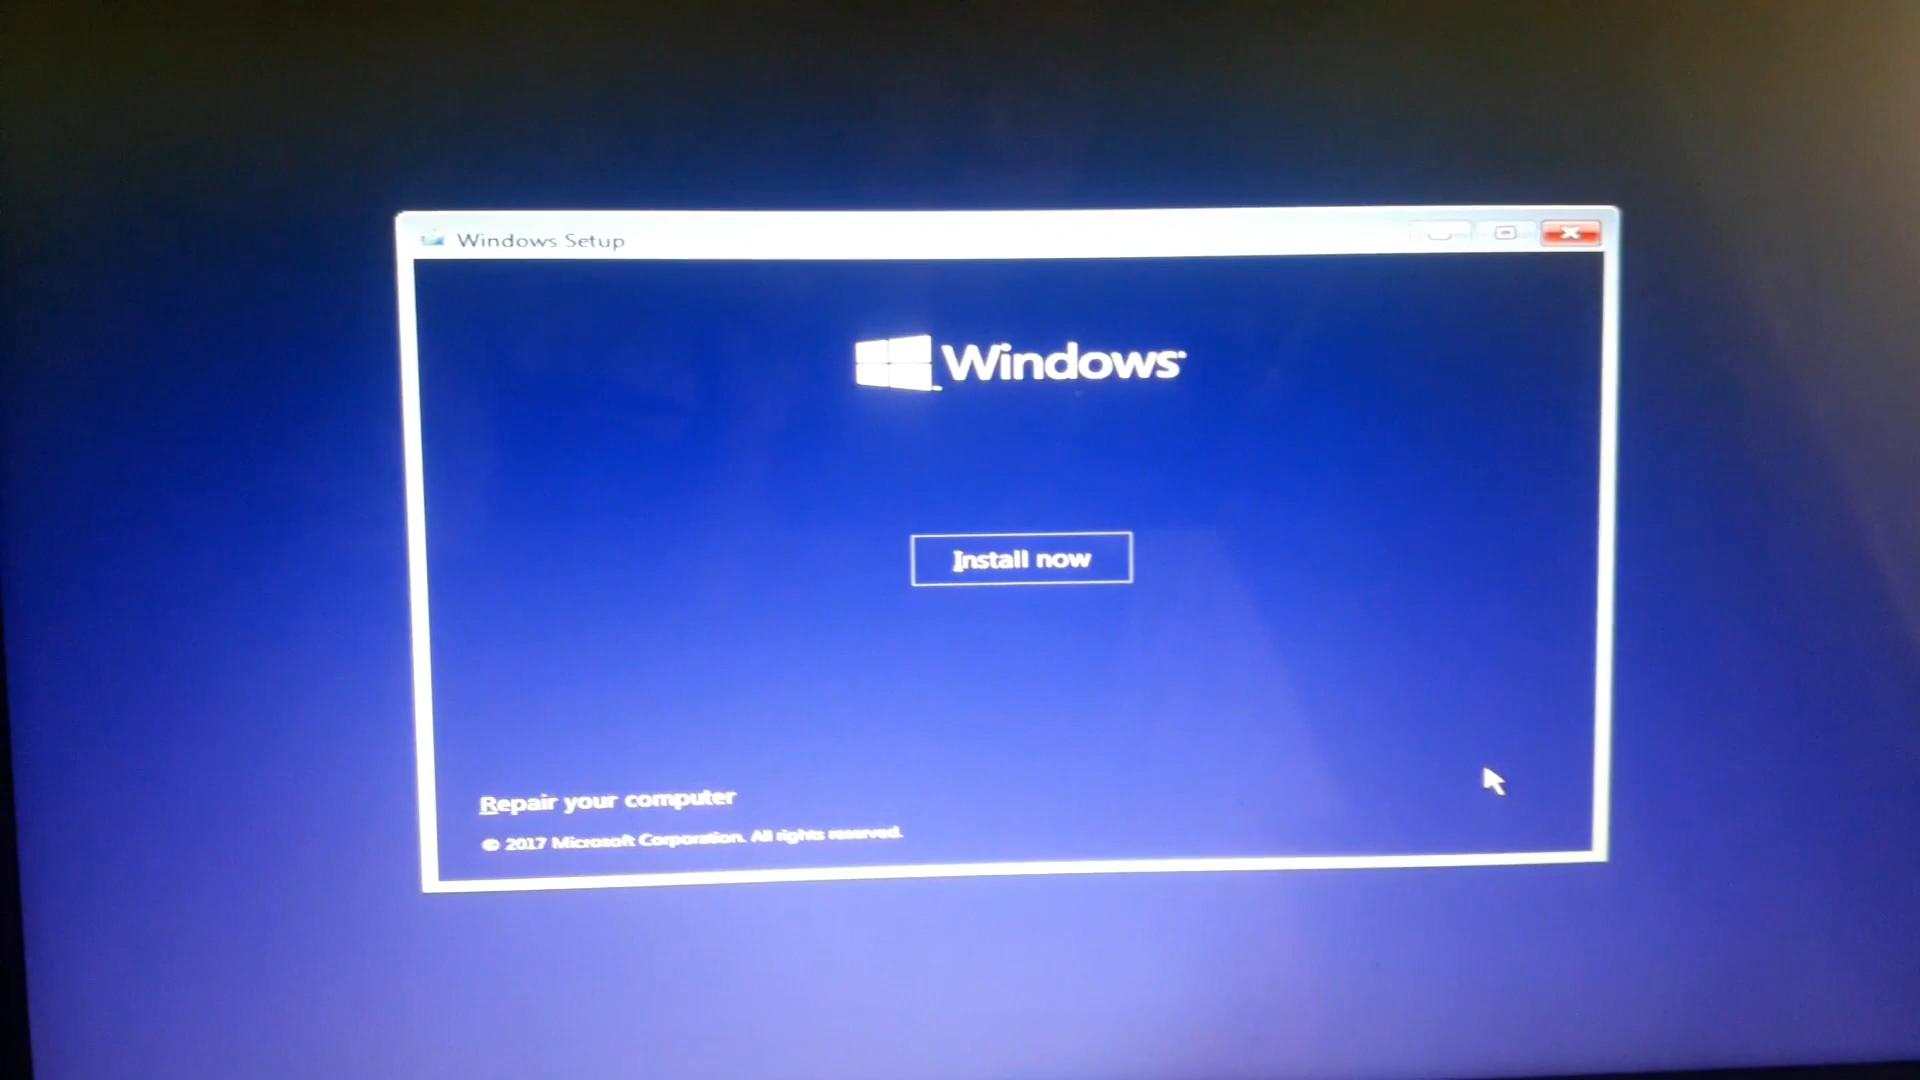 Windows Setup
Windows
Install now
Repair your computer
© 2017 Microsoft Corporation. All rights reserved.